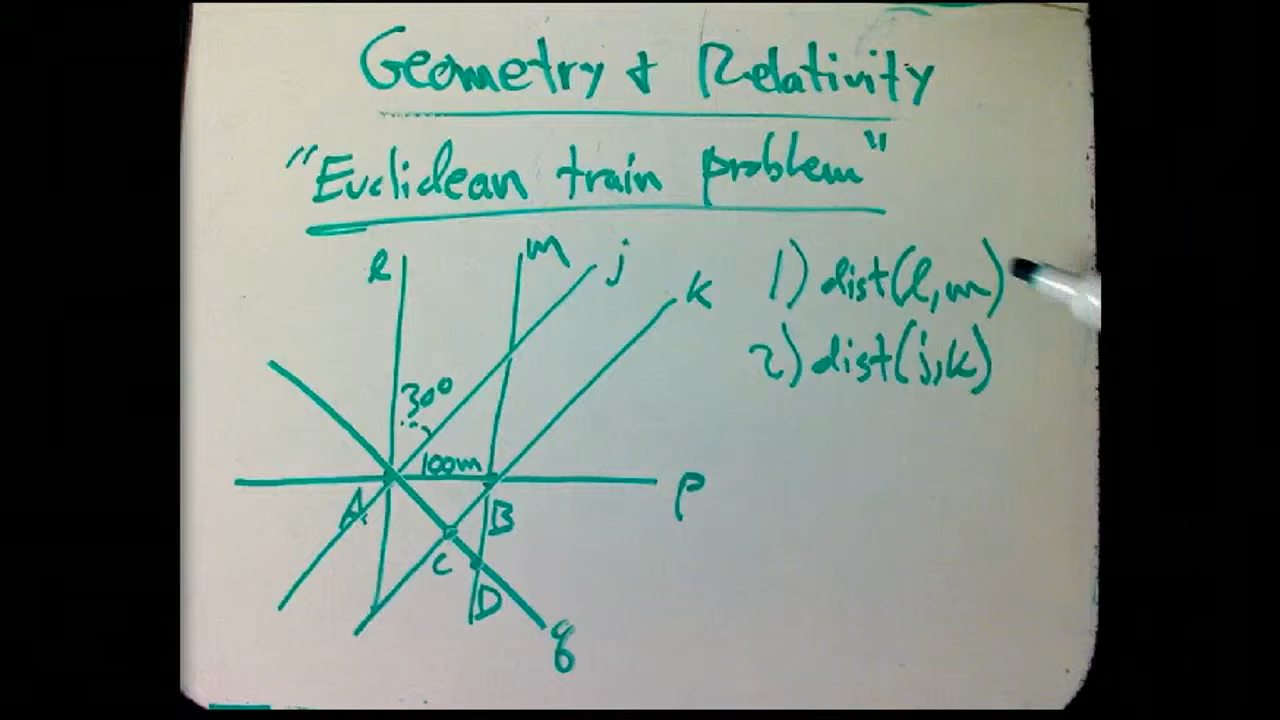 Geometry & Relativity
"Euclidean train problem"
l m j k
1) dist(l,m)
2) dist(j,k)
30°
100m
p
A B
C
D
q